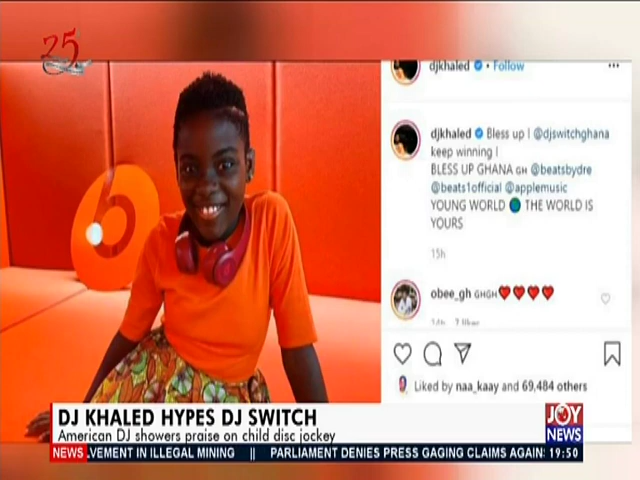 25
djkhaled • Follow
djkhaled Bless up ! @djswitchghana
keep winning !
BLESS UP GHANA GH @beatsbydre
@beats1official @applemusic
YOUNG WORLD THE WORLD IS
YOURS
15h
obee_gh GHGH
14h 7 likes
Liked by naa_kaay and 69,484 others
DJ KHALED HYPES DJ SWITCH
American DJ showers praise on child disc jockey
JOY
NEWS
NEWS .VEMENT IN ILLEGAL MINING || PARLIAMENT DENIES PRESS GAGING CLAIMS AGAIN 19:50